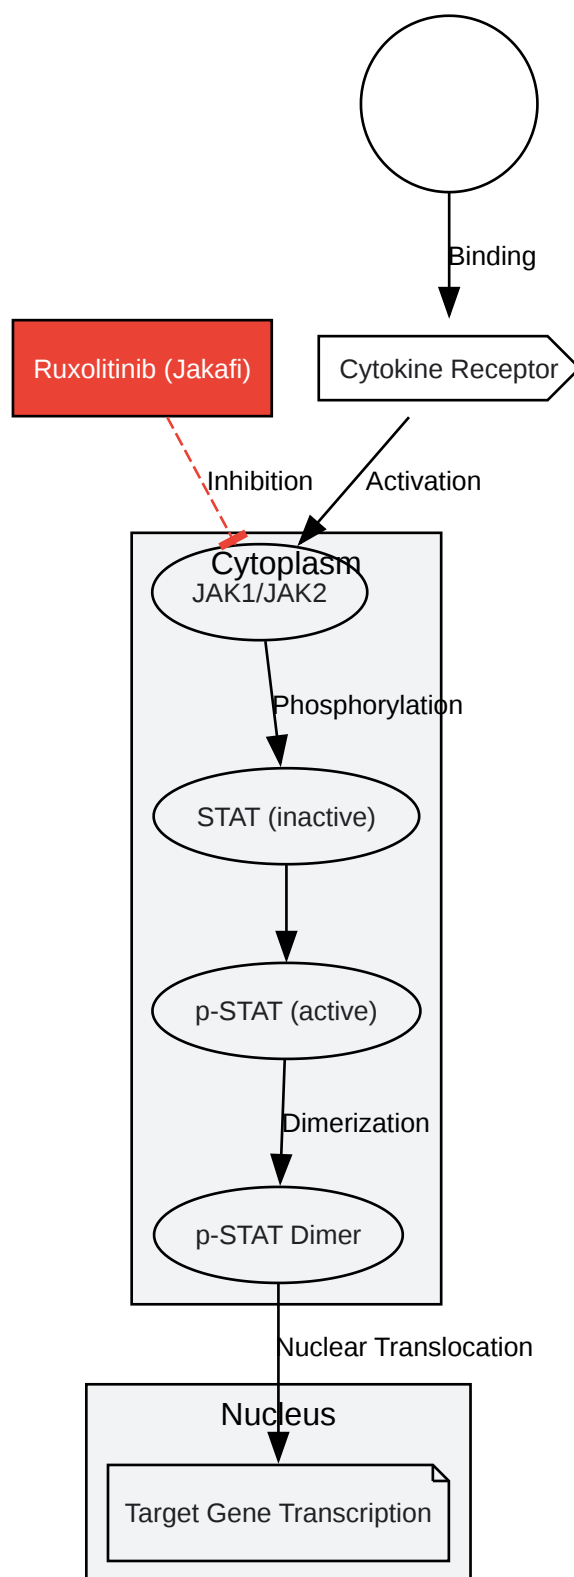 Binding
Ruxolitinib (Jakafi)
Cytokine Receptor
Inhibition
Activation
Cytoplasm
JAK1/JAK2
Phosphorylation
STAT (inactive)
p-STAT (active)
Dimerization
p-STAT Dimer
Nuclear Translocation
Nucleus
Target Gene Transcription